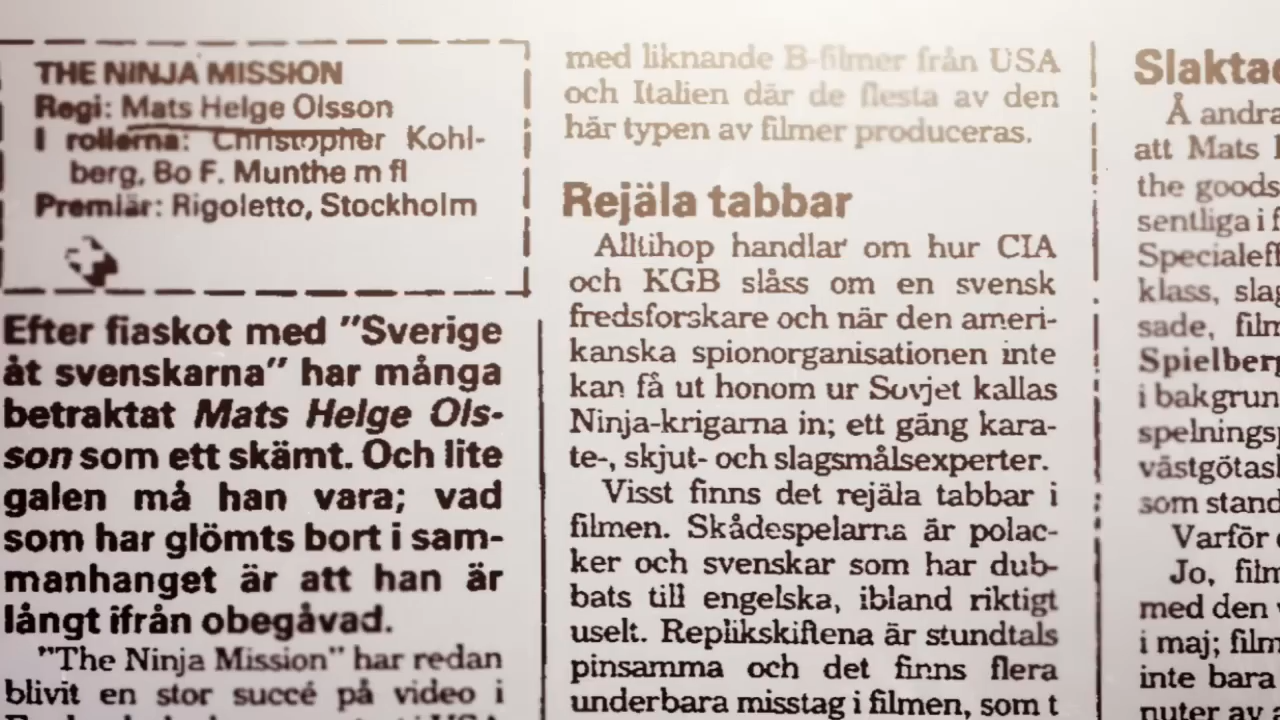 THE NINJA MISSION
Regi: Mats Helge Olsson
I rollerna: Christopher Kohl-
berg, Bo F. Munthe m fl
Premiär: Rigoletto, Stockholm
Efter fiaskot med "Sverige
åt svenskarna" har många
betraktat Mats Helge Ols-
son som ett skämt. Och lite
galen må han vara; vad
som har glömts bort i sam-
manhanget är att han är
långt ifrån obegåvad.
"The Ninja Mission" har redan
blivit en stor succé på video i
med liknande B-filmer från USA
och Italien där de flesta av den
här typen av filmer produceras.
Rejäla tabbar
Alltihop handlar om hur CIA
och KGB slåss om en svensk
fredsforskare och när den ameri-
kanska spionorganisationen inte
kan få ut honom ur Sovjet kallas
Ninja-krigarna in; ett gäng kara-
te-, skjut- och slagsmålsexperter.
Visst finns det rejäla tabbar i
filmen. Skådespelarna är polac-
ker och svenskar som har dub-
bats till engelska, ibland riktigt
uselt. Replikskiftena är stundtals
pinsamma och det finns flera
underbara misstag i filmen, som t
Slaktad
Å andra
att Mats
the goods
sentliga i f
Specialeff
klass, slag
sade, film
Spielberg
i bakgrun
spelningsp
västgötask
som stand
Varför
Jo, film
med den
i maj; film
inte bara
nuter av